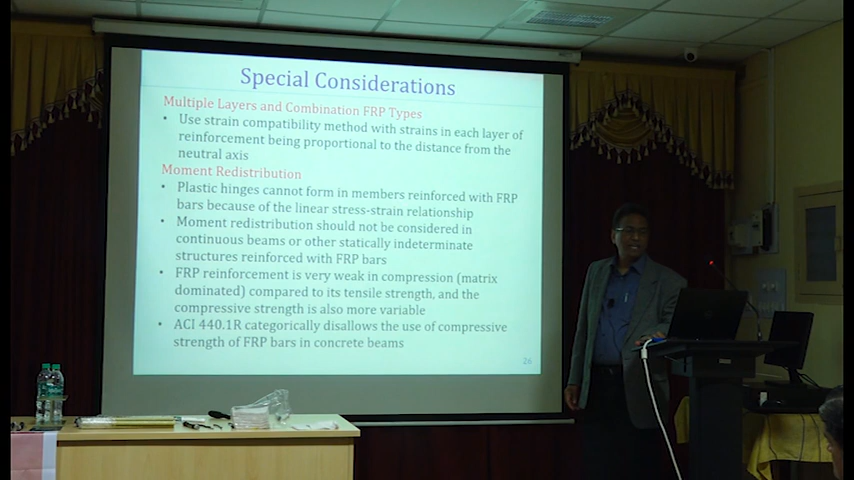 Special Considerations
Multiple Layers and Combination FRP Types
• Use strain compatibility method with strains in each layer of
reinforcement being proportional to the distance from the
neutral axis
Moment Redistribution
• Plastic hinges cannot form in members reinforced with FRP
bars because of the linear stress-strain relationship
• Moment redistribution should not be considered in
continuous beams or other statically indeterminate
structures reinforced with FRP bars
• FRP reinforcement is very weak in compression (matrix
dominated) compared to its tensile strength, and the
compressive strength is also more variable
• ACI 440.1R categorically disallows the use of compressive
strength of FRP bars in concrete beams
26